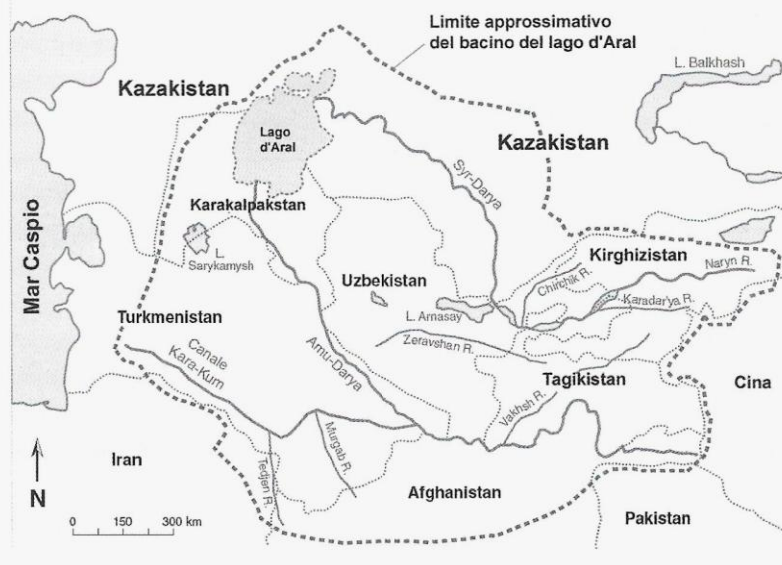 Limite approssimativo
del bacino del lago d'Aral
L. Balkhash
Kazakistan
Lago
d'Aral
Kazakistan
Syr-Darya
Karakalpakstan
L.
Sarykamysh
Mar Caspio
Uzbekistan
Kirghizistan
Naryn R.
Chirchik R.
Karadar'ya R.
L. Arnasay
Zeravshan R.
Turkmenistan
Canale
Kara-Kum
Amu-Darya
Tagikistan
Cina
Vakhsh R.
Iran
Murgab R.
Tedjen R.
Afghanistan
Pakistan
N
0 150 300 km